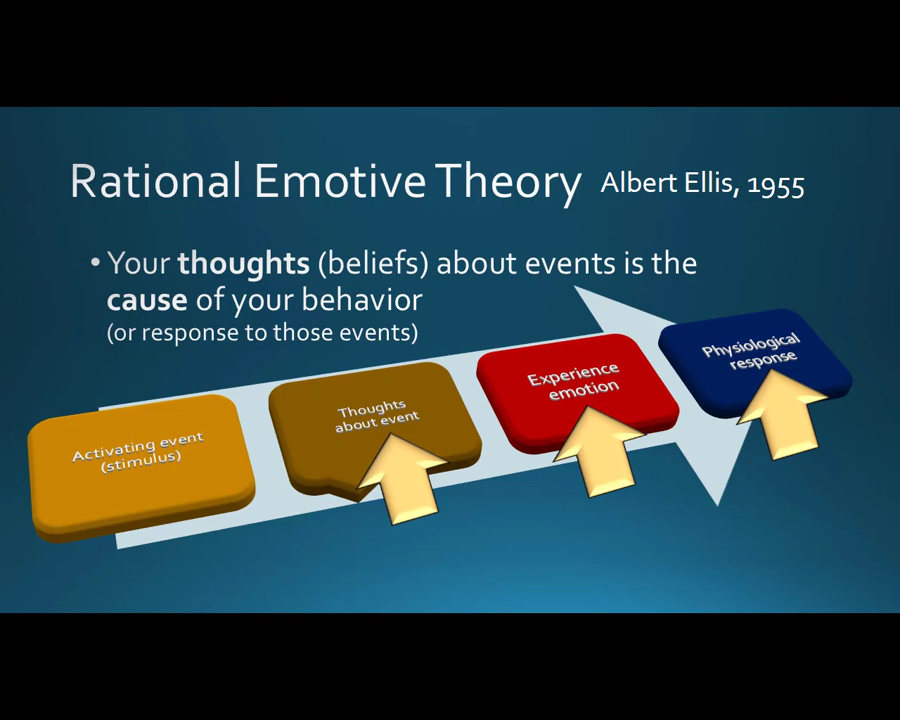 Rational Emotive Theory Albert Ellis, 1955
• Your thoughts (beliefs) about events is the
cause of your behavior
(or response to those events)
Activating event
(stimulus)
Thoughts
about event
Experience
emotion
Physiological
response